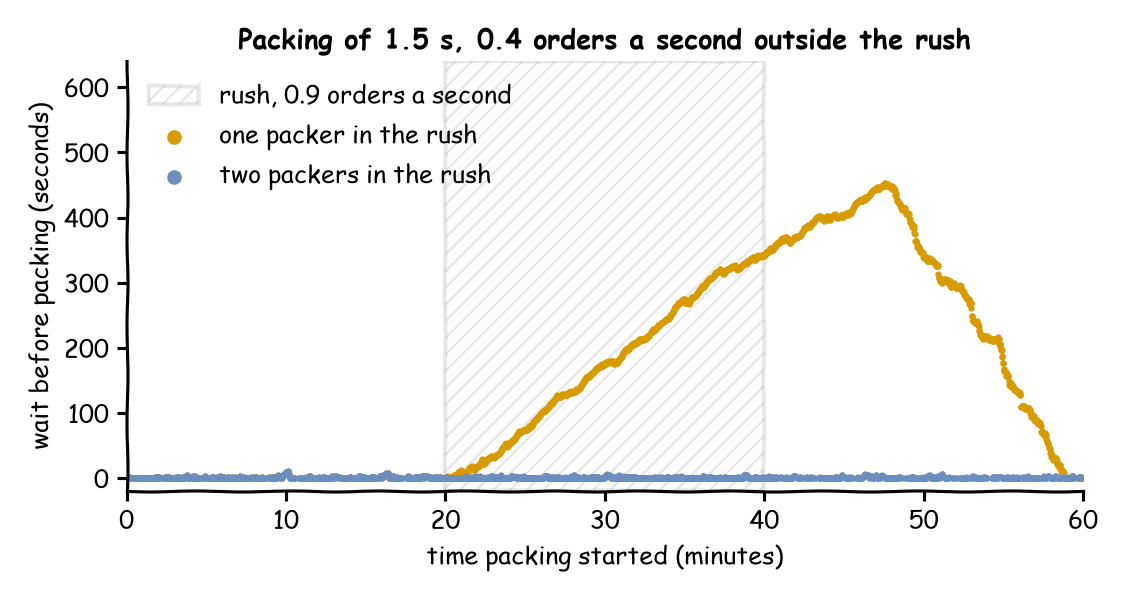 Packing of 1.5 s, 0.4 orders a second outside the rush
wait before packing (seconds)
600
500
400
300
200
100
0
rush, 0.9 orders a second
one packer in the rush
two packers in the rush
0 10 20 30 40 50 60
time packing started (minutes)